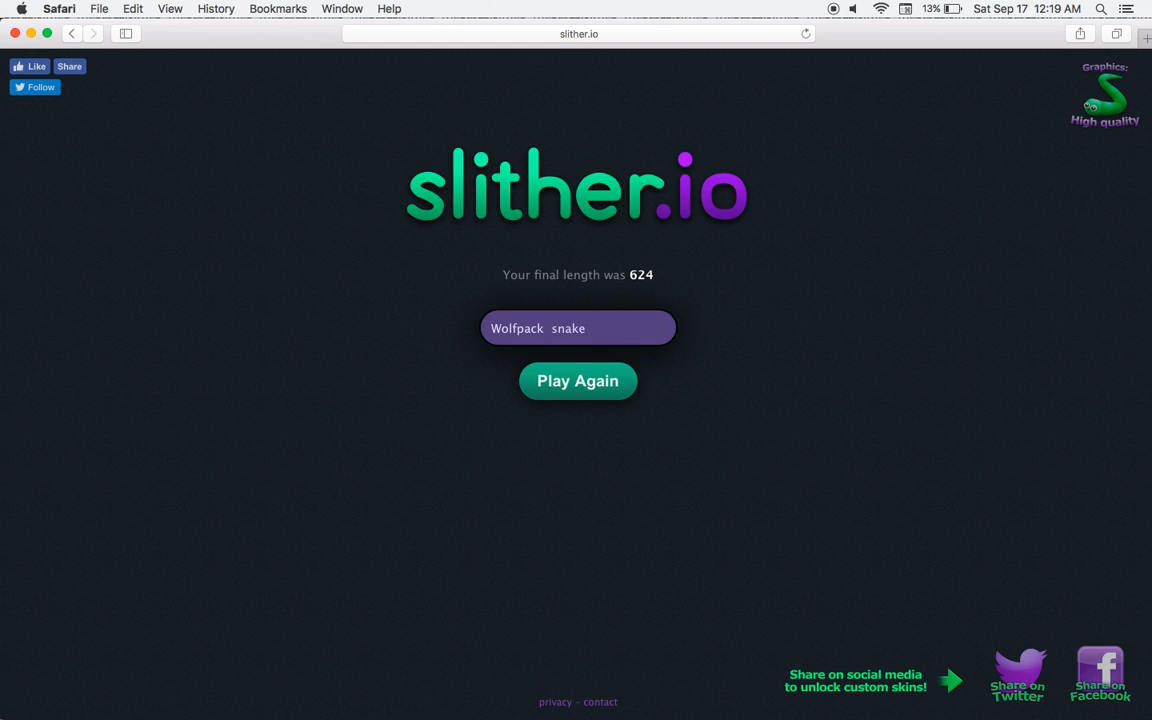 Safari File Edit View History Bookmarks Window Help 13% Sat Sep 17 12:19 AM
slither.io
Like Share
Follow
Graphics:
High quality
slither.io
Your final length was 624
Wolfpack snake
Play Again
Share on social media
to unlock custom skins!
Share on
Twitter
Share on
Facebook
privacy - contact